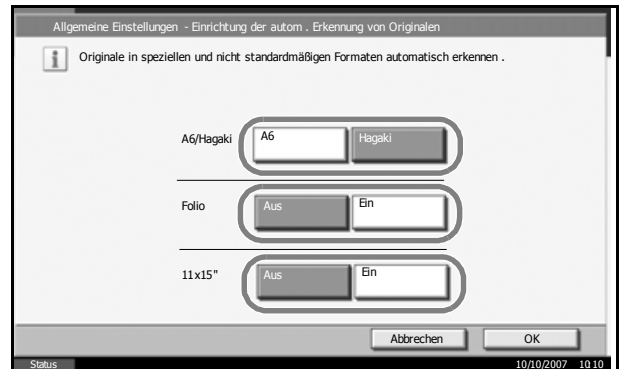 Allgemeine Einstellungen - Einrichtung der autom . Erkennung von Originalen
Originale in speziellen und nicht standardmäßigen Formaten automatisch erkennen .
A6/Hagaki A6 Hagaki
Folio Aus Ein
11x15" Aus Ein
Abbrechen OK
Status 10/10/2007 10:10